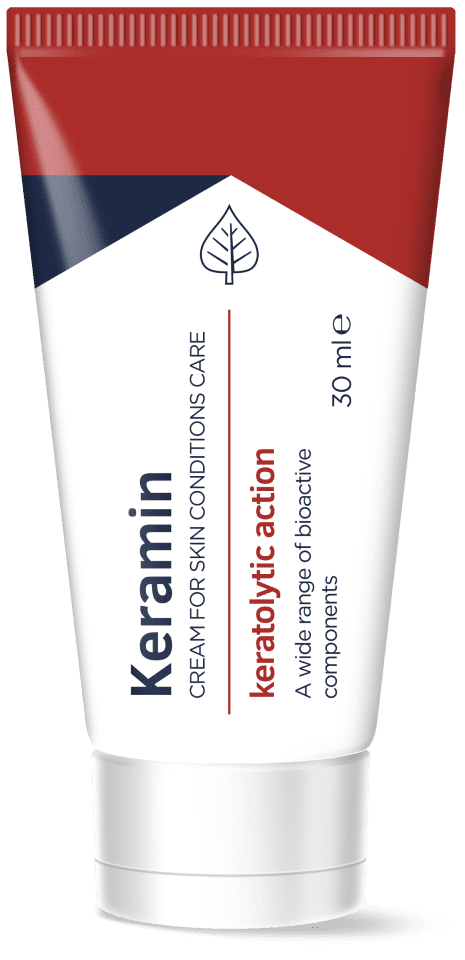 Keramin
CREAM FOR SKIN CONDITIONS CARE
keratolytic action
A wide range of bioactive
components
30 ml ℮